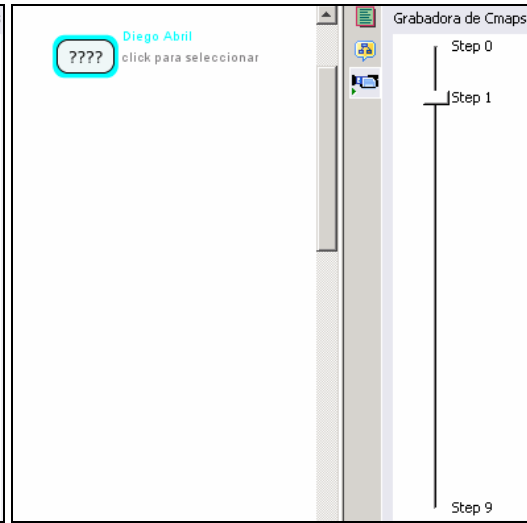 Diego Abril
????
click para seleccionar
Grabadora de Cmaps
Step 0
Step 1
Step 9